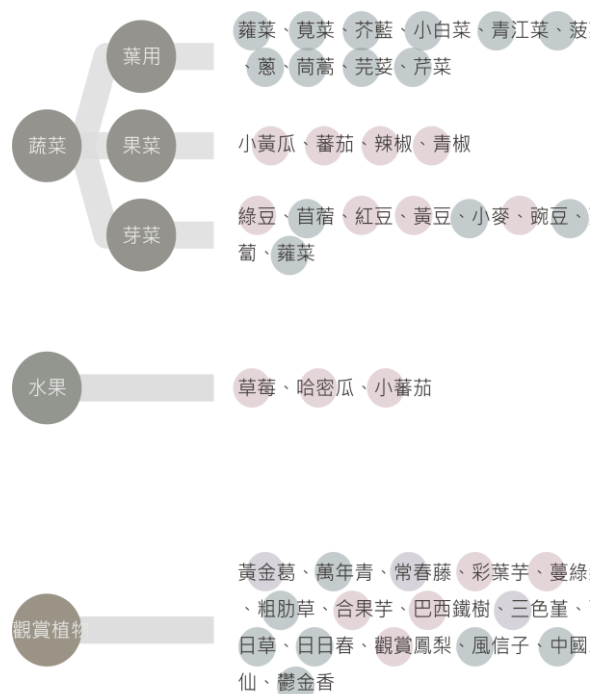 蔬菜
葉用
蕹菜、莧菜、芥藍、小白菜、青江菜、菠
、蔥、茼蒿、芫荽、芹菜
果菜
小黃瓜、蕃茄、辣椒、青椒
芽菜
綠豆、苜蓿、紅豆、黃豆、小麥、豌豆、
蔔、蕹菜
水果
草莓、哈密瓜、小蕃茄
觀賞植物
黃金葛、萬年青、常春藤、彩葉芋、蔓綠
、粗肋草、合果芋、巴西鐵樹、三色堇、
日草、日日春、觀賞鳳梨、風信子、中國
仙、鬱金香